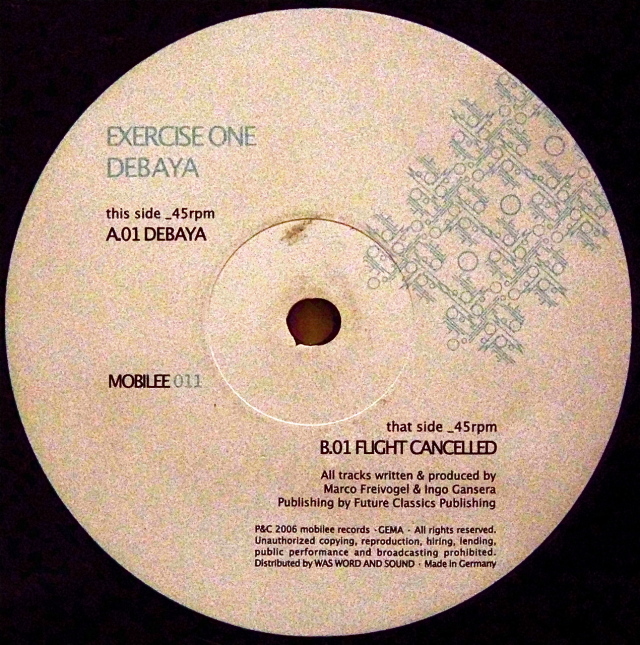 EXERCISE ONE
DEBAYA
this side _45rpm
A.01 DEBAYA
MOBILEE 011
that side _45rpm
B.01 FLIGHT CANCELLED
All tracks written & produced by
Marco Freivogel & Ingo Gansera
Publishing by Future Classics Publishing
P&C 2006 mobilee records · GEMA · All rights reserved.
Unauthorized copying, reproduction, hiring, lending,
public performance and broadcasting prohibited.
Distributed by WAS WORD AND SOUND · Made in Germany